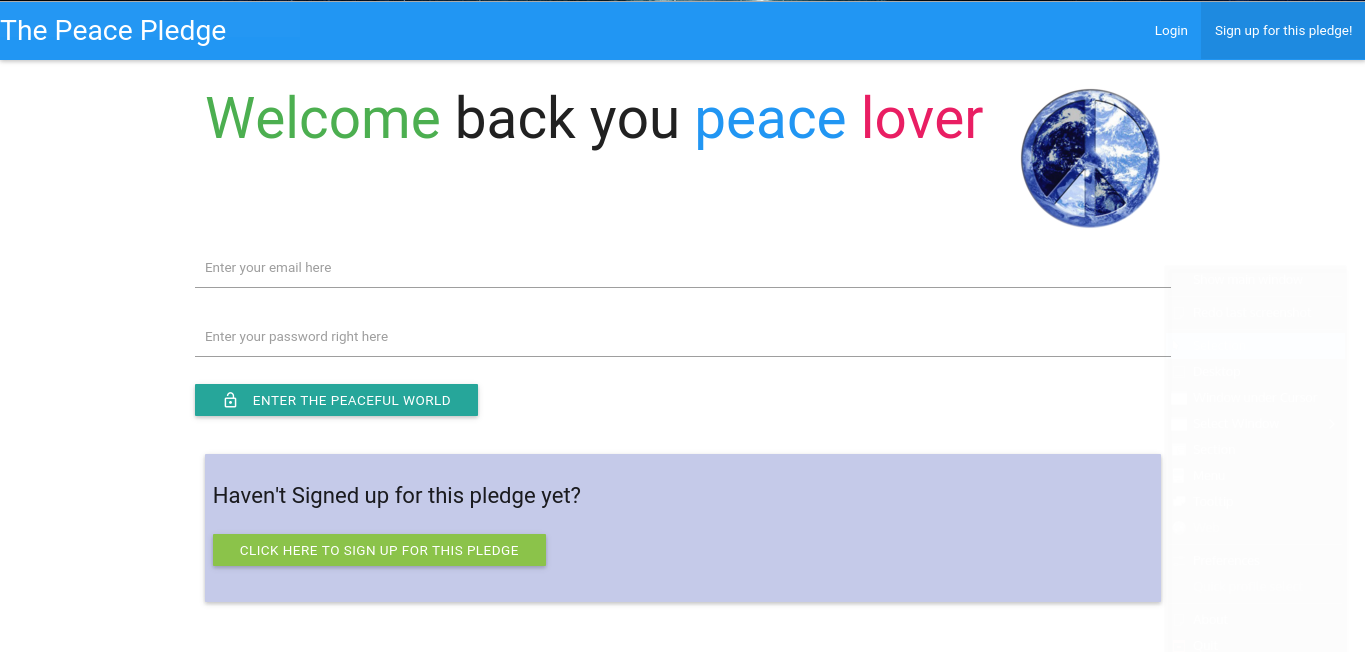 The Peace Pledge
Login
Sign up for this pledge!
Welcome back you peace lover
Enter your email here
Enter your password right here
ENTER THE PEACEFUL WORLD
Haven't Signed up for this pledge yet?
CLICK HERE TO SIGN UP FOR THIS PLEDGE